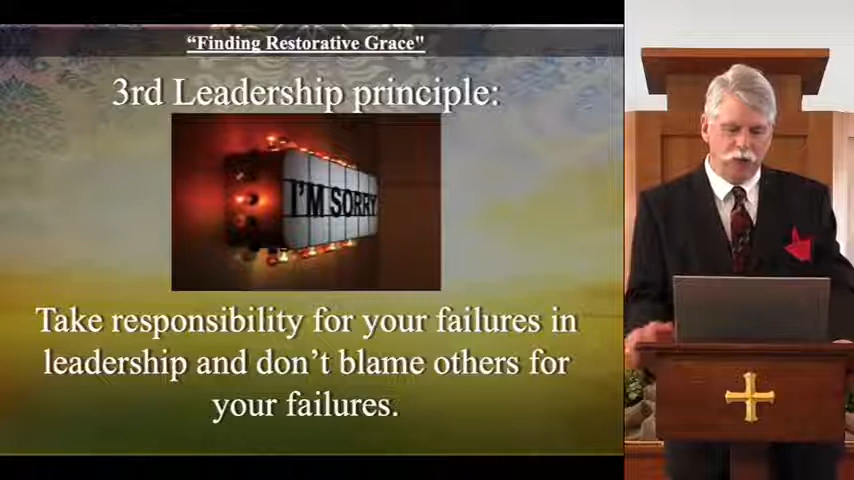 “Finding Restorative Grace"
3rd Leadership principle:
I'M SORRY
Take responsibility for your failures in
leadership and don’t blame others for
your failures.